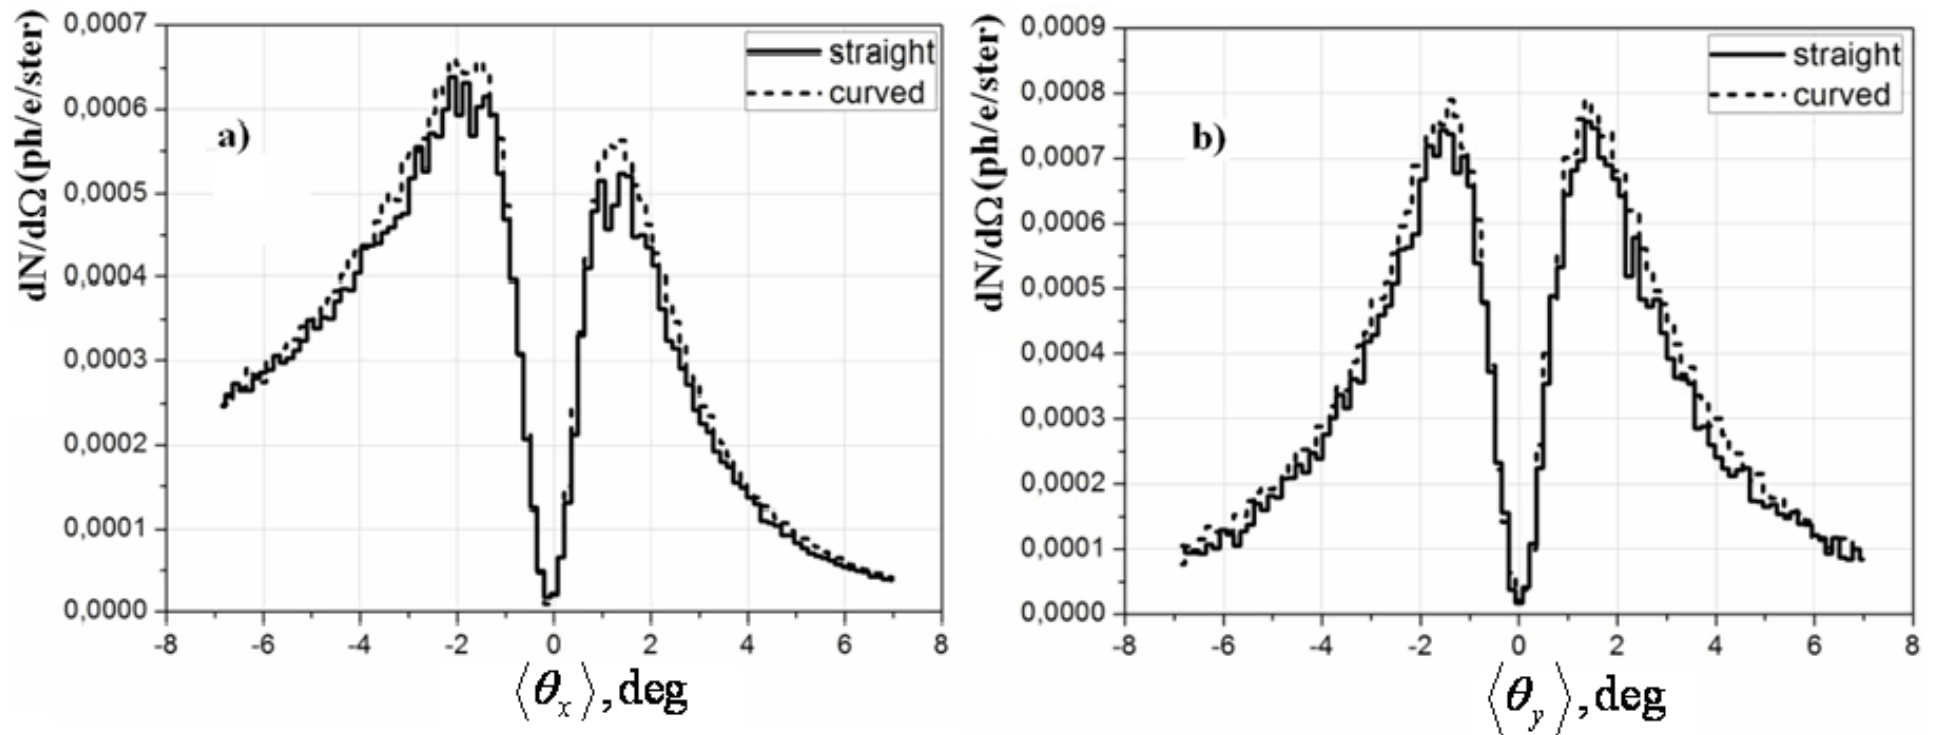 dN/dΩ(ph/e/ster)
0,0007
0,0006
0,0005
0,0004
0,0003
0,0002
0,0001
0,0000
a)
straight
curved
-8 -6 -4 -2 0 2 4 6 8
⟨θx⟩, deg
dN/dΩ(ph/e/ster)
0,0009
0,0008
0,0007
0,0006
0,0005
0,0004
0,0003
0,0002
0,0001
0,0000
b)
straight
curved
-8 -6 -4 -2 0 2 4 6 8
⟨θy⟩, deg